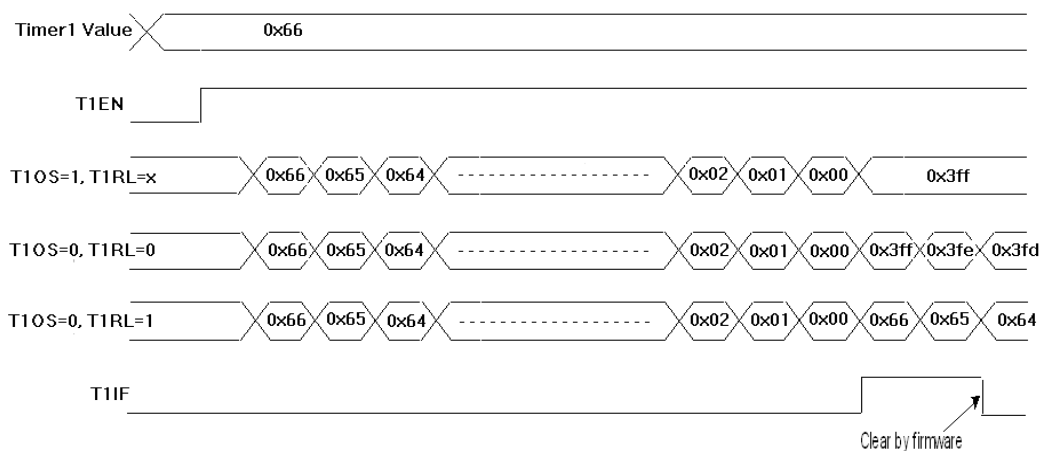 Timer1 Value 0x66
T1EN
T1OS=1, T1RL=x 0x66 0x65 0x64 0x02 0x01 0x00 0x3ff
T1OS=0, T1RL=0 0x66 0x65 0x64 0x02 0x01 0x00 0x3ff 0x3fe 0x3fd
T1OS=0, T1RL=1 0x66 0x65 0x64 0x02 0x01 0x00 0x66 0x65 0x64
T1IF
Clear by firmware